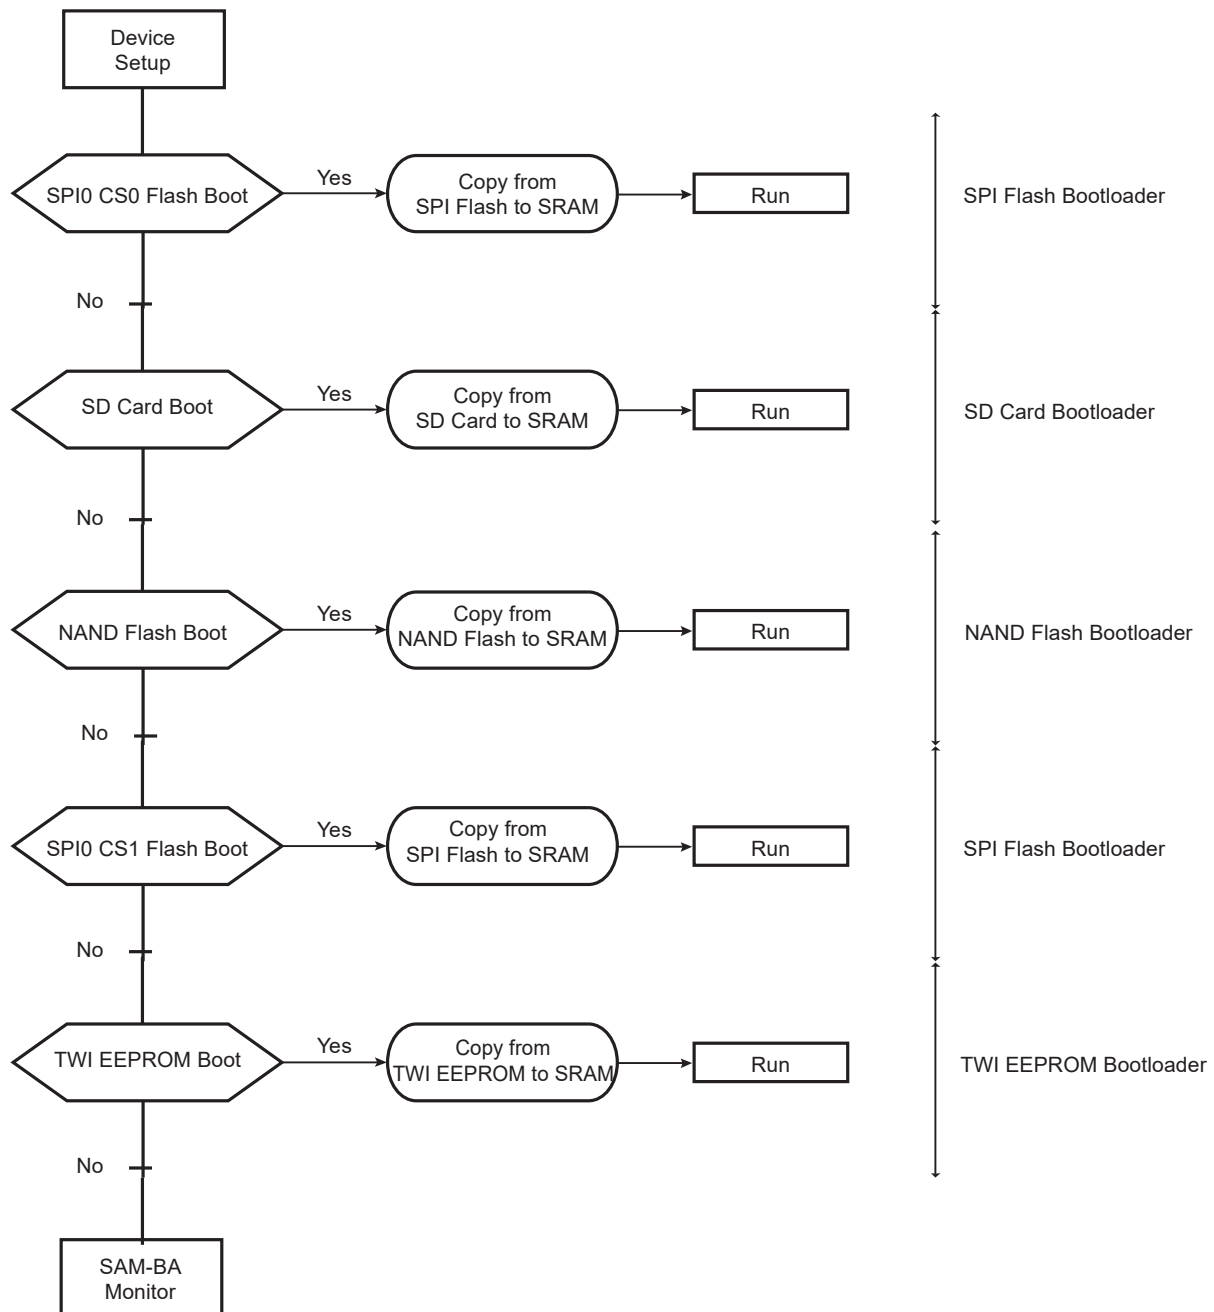 Device
Setup
SPI0 CS0 Flash Boot
Yes
Copy from
SPI Flash to SRAM
Run
SPI Flash Bootloader
No
SD Card Boot
Yes
Copy from
SD Card to SRAM
Run
SD Card Bootloader
No
NAND Flash Boot
Yes
Copy from
NAND Flash to SRAM
Run
NAND Flash Bootloader
No
SPI0 CS1 Flash Boot
Yes
Copy from
SPI Flash to SRAM
Run
SPI Flash Bootloader
No
TWI EEPROM Boot
Yes
Copy from
TWI EEPROM to SRAM
Run
TWI EEPROM Bootloader
No
SAM-BA
Monitor